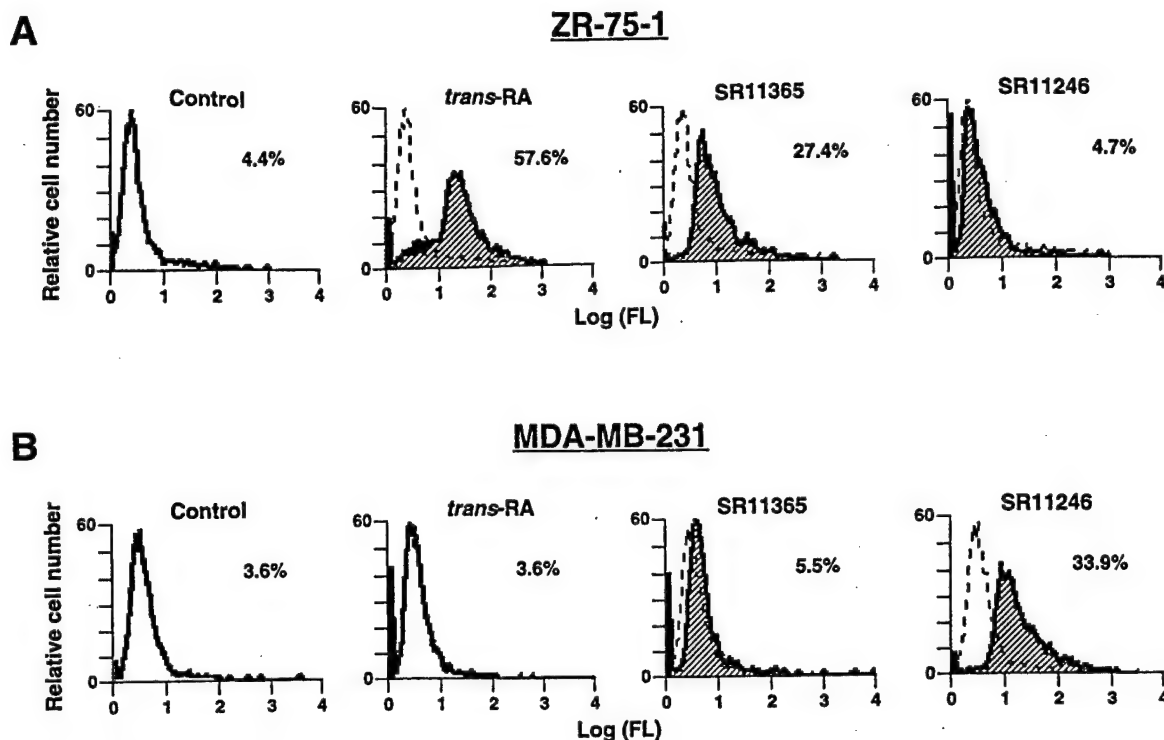 A
ZR-75-1
Control
trans-RA
SR11365
SR11246
60
60
60
60
4.4%
57.6%
27.4%
4.7%
Relative cell number
0
0
0
0
0 1 2 3 4
0 1 2 3 4
0 1 2 3 4
0 1 2 3 4
Log (FL)
B
MDA-MB-231
Control
trans-RA
SR11365
SR11246
60
60
60
60
3.6%
3.6%
5.5%
33.9%
Relative cell number
0
0
0
0
0 1 2 3 4
0 1 2 3 4
0 1 2 3 4
0 1 2 3 4
Log (FL)